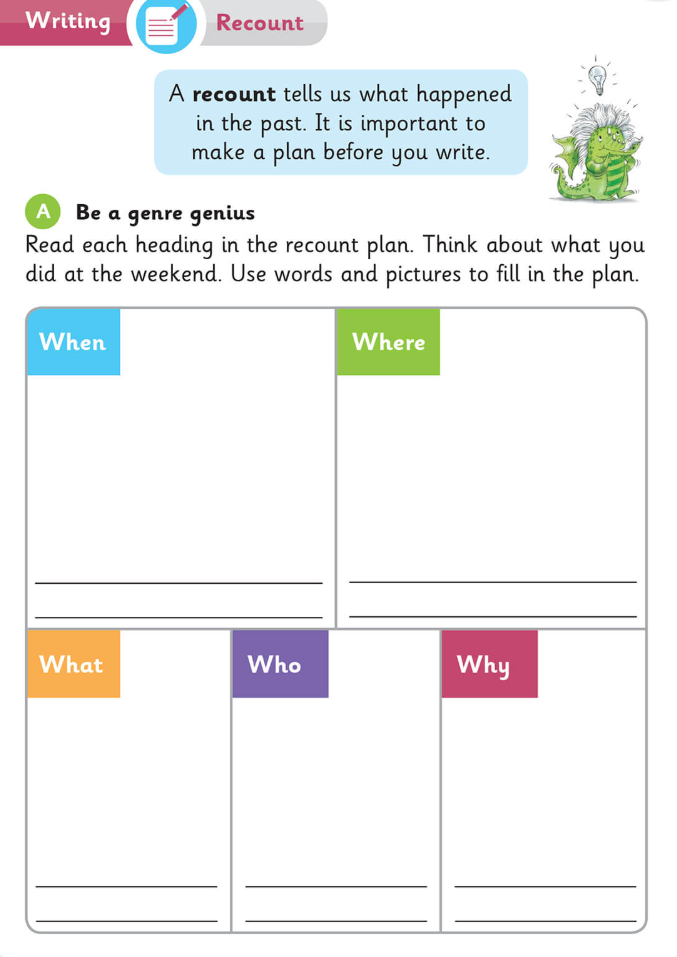 Writing
Recount
A recount tells us what happened
in the past. It is important to
make a plan before you write.
A Be a genre genius
Read each heading in the recount plan. Think about what you
did at the weekend. Use words and pictures to fill in the plan.
When
Where
What
Who
Why